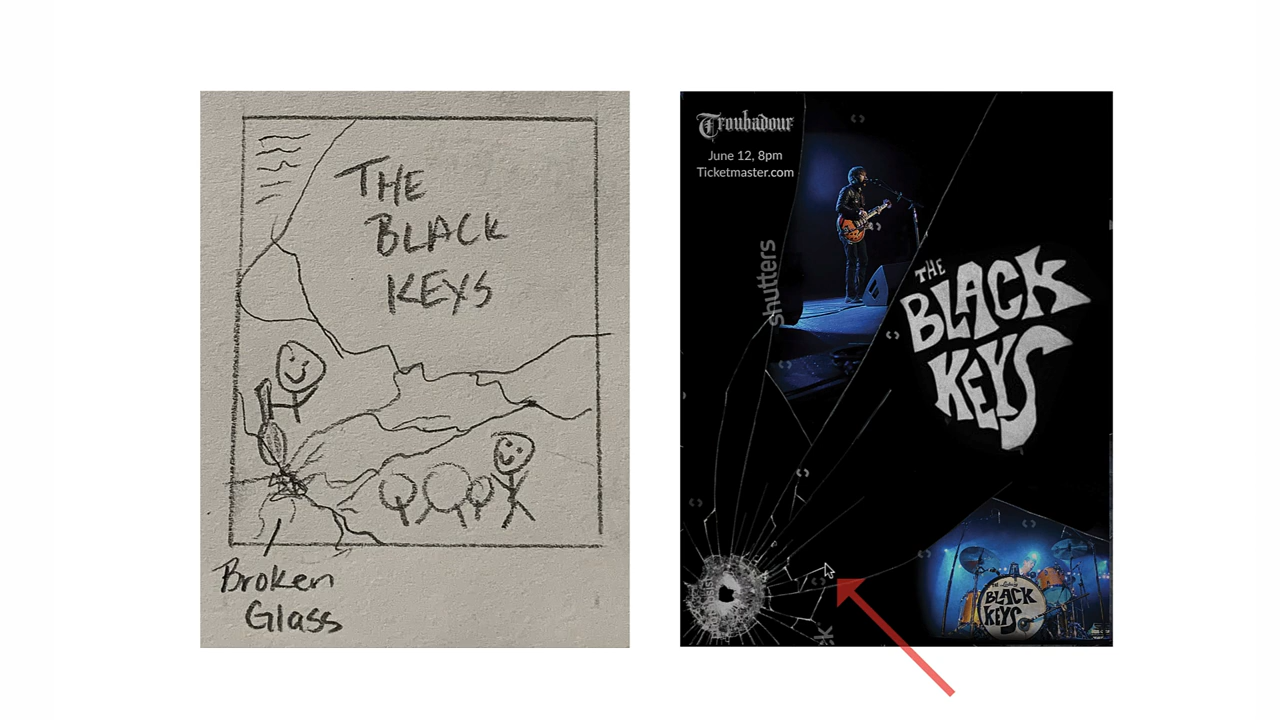 THE
BLACK
KEYS
Broken
Glass
Troubadour
June 12, 8pm
Ticketmaster.com
shutters
THE
BLACK
KEYS
BLACK
KEYS